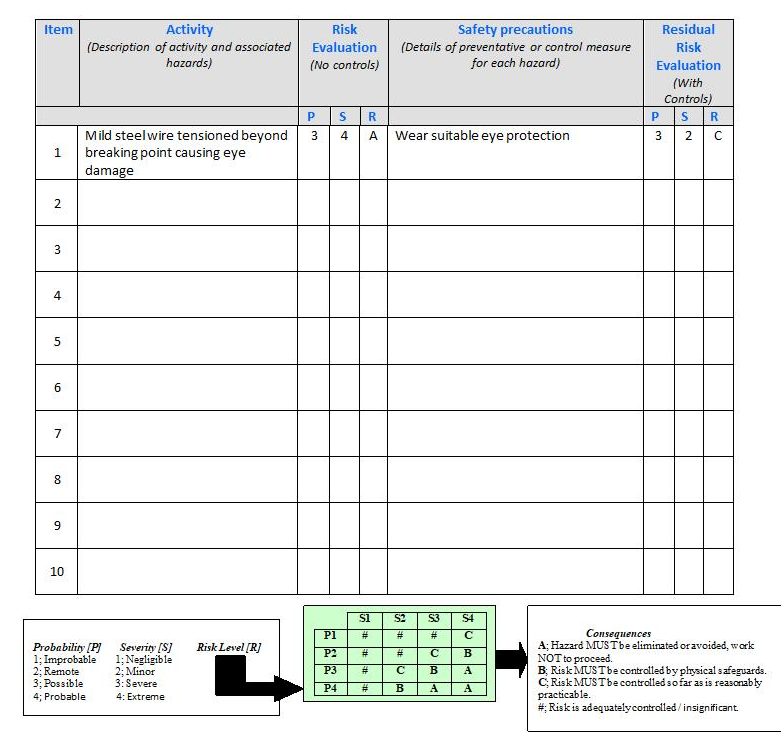 Item Activity Risk Safety precautions Residual
(Description of activity and associated Evaluation (Details of preventative or control measure Risk
hazards) (No controls) for each hazard) Evaluation
(With
Controls)
P S R P S R
1 Mild steel wire tensioned beyond 3 4 A Wear suitable eye protection 3 2 C
breaking point causing eye
damage
2
3
4
5
6
7
8
9
10
Probability [P] Severity [S] Risk Level [R]
1; Improbable 1; Negligible
2; Remote 2; Minor
3; Possible 3: Severe
4; Probable 4: Extreme
S1 S2 S3 S4
P1 # # # C
P2 # # C B
P3 # C B A
P4 # B A A
Consequences
A; Hazard MUST be eliminated or avoided, work
NOT to proceed.
B; Risk MUST be controlled by physical safeguards.
C; Risk MUST be controlled so far as is reasonably
practicable.
#; Risk is adequately controlled / insignificant.